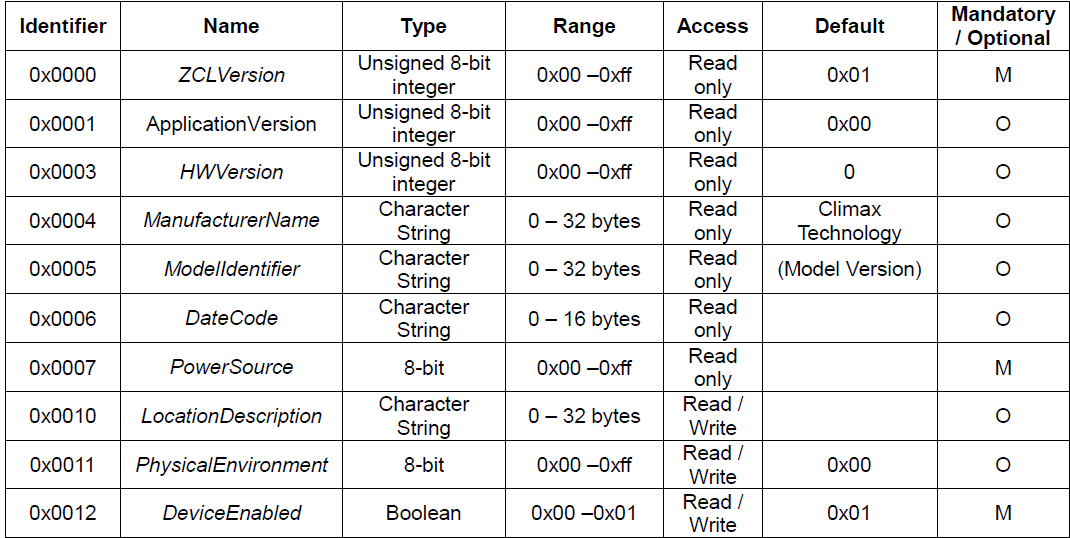 Identifier Name Type Range Access Default Mandatory / Optional
0x0000 ZCLVersion Unsigned 8-bit integer 0x00 –0xff Read only 0x01 M
0x0001 ApplicationVersion Unsigned 8-bit integer 0x00 –0xff Read only 0x00 O
0x0003 HWVersion Unsigned 8-bit integer 0x00 –0xff Read only 0 O
0x0004 ManufacturerName Character String 0 – 32 bytes Read only Climax Technology O
0x0005 ModelIdentifier Character String 0 – 32 bytes Read only (Model Version) O
0x0006 DateCode Character String 0 – 16 bytes Read only O
0x0007 PowerSource 8-bit 0x00 –0xff Read only M
0x0010 LocationDescription Character String 0 – 32 bytes Read / Write O
0x0011 PhysicalEnvironment 8-bit 0x00 –0xff Read / Write 0x00 O
0x0012 DeviceEnabled Boolean 0x00 –0x01 Read / Write 0x01 M